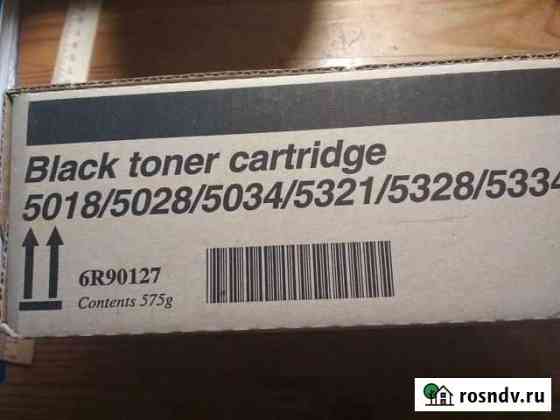 Black toner cartridge
5018/5028/5034/5321/5328/5334
6R90127
Contents 575g
rosndv.ru